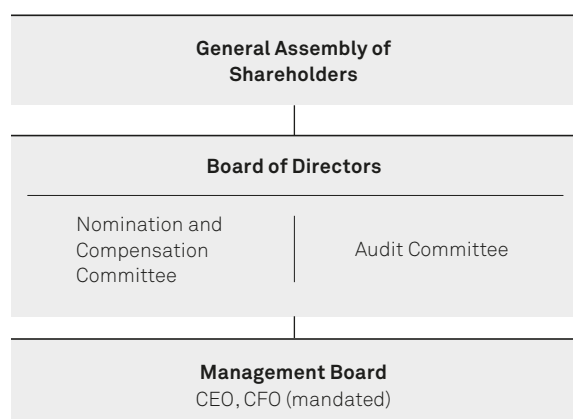 General Assembly of
Shareholders
Board of Directors
Nomination and
Compensation
Committee
Audit Committee
Management Board
CEO, CFO (mandated)